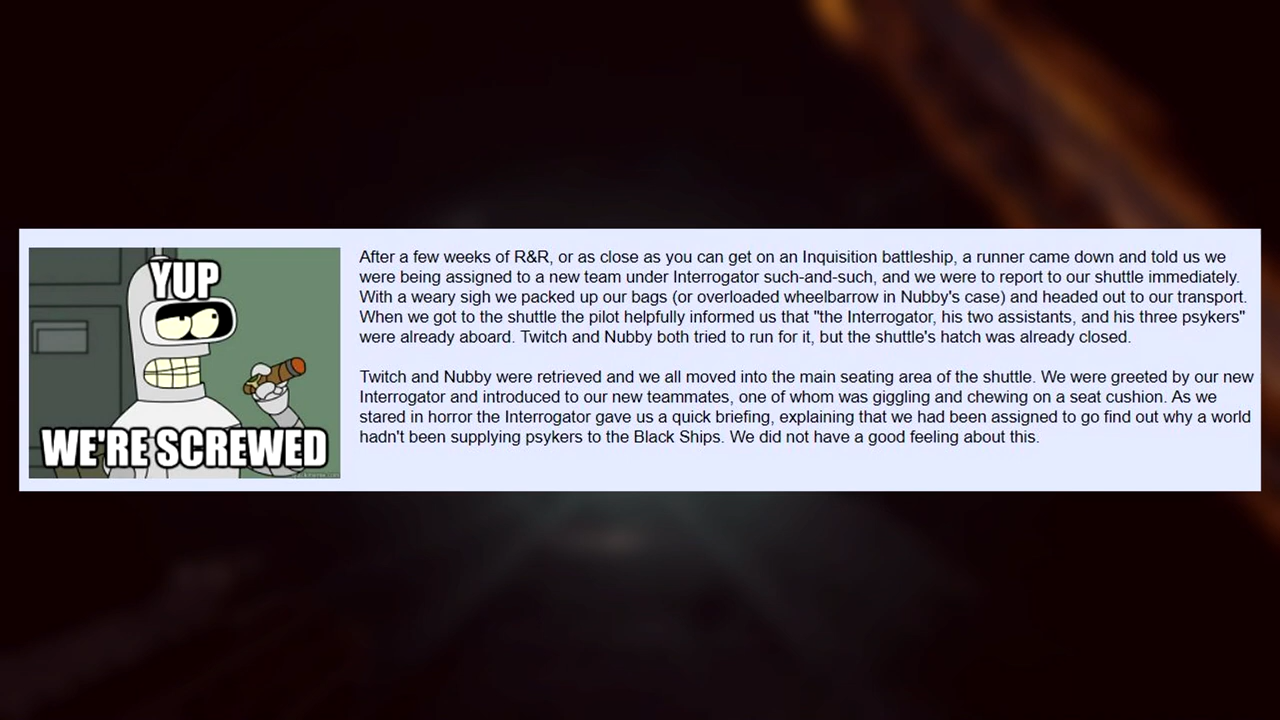 YUP
WE'RE SCREWED
After a few weeks of R&R, or as close as you can get on an Inquisition battleship, a runner came down and told us we
were being assigned to a new team under Interrogator such-and-such, and we were to report to our shuttle immediately.
With a weary sigh we packed up our bags (or overloaded wheelbarrow in Nubby's case) and headed out to our transport.
When we got to the shuttle the pilot helpfully informed us that "the Interrogator, his two assistants, and his three psykers"
were already aboard. Twitch and Nubby both tried to run for it, but the shuttle's hatch was already closed.
Twitch and Nubby were retrieved and we all moved into the main seating area of the shuttle. We were greeted by our new
Interrogator and introduced to our new teammates, one of whom was giggling and chewing on a seat cushion. As we
stared in horror the Interrogator gave us a quick briefing, explaining that we had been assigned to go find out why a world
hadn't been supplying psykers to the Black Ships. We did not have a good feeling about this.